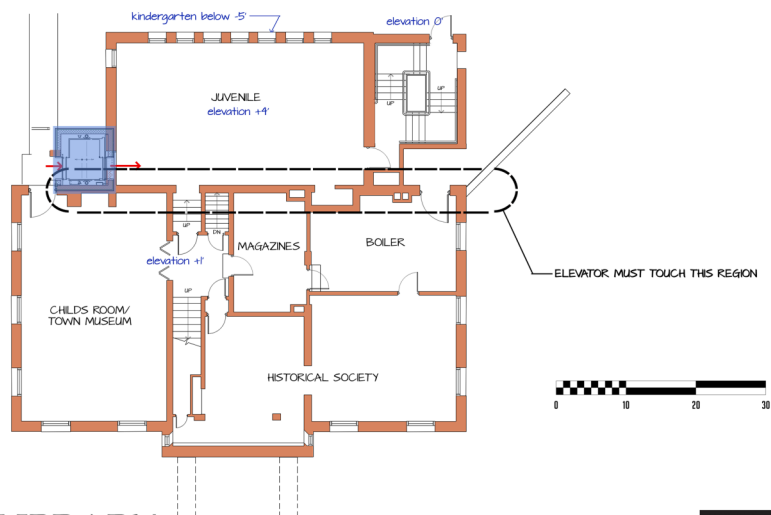 kindergarten below -5'
elevation 0'
JUVENILE
elevation +4'
UP
UP
UP
DN
MAGAZINES
BOILER
elevation +1'
ELEVATOR MUST TOUCH THIS REGION
UP
CHILDS ROOM/
TOWN MUSEUM
HISTORICAL SOCIETY
0 10 20 30